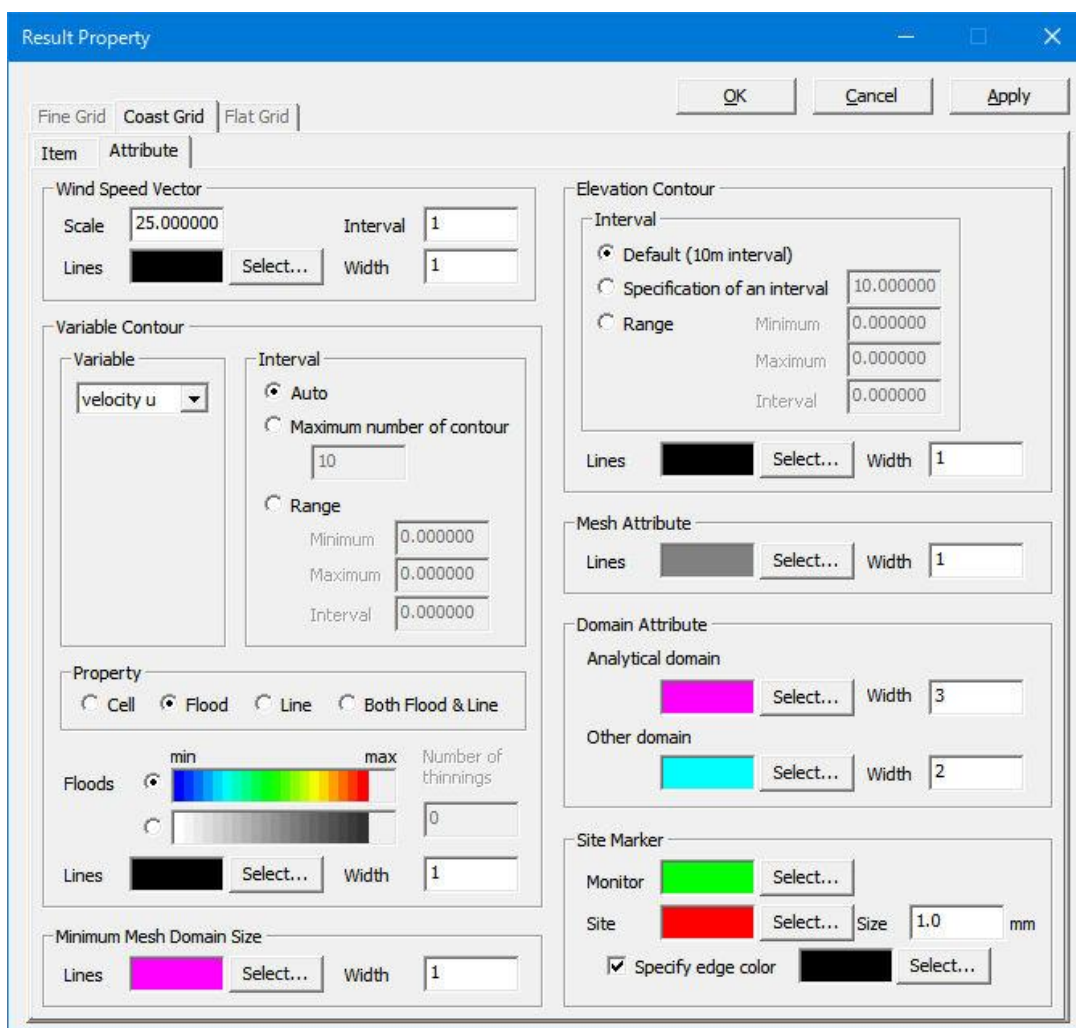 Result Property
OK Cancel Apply
Fine Grid Coast Grid Flat Grid
Item Attribute
Wind Speed Vector
Scale 25.000000 Interval 1
Lines Select... Width 1
Variable Contour
Variable
velocity u
Interval
Auto
Maximum number of contour
10
Range
Minimum 0.000000
Maximum 0.000000
Interval 0.000000
Property
Cell Flood Line Both Flood & Line
min max Number of
thinnings
Floods
0
Lines Select... Width 1
Minimum Mesh Domain Size
Lines Select... Width 1
Elevation Contour
Interval
Default (10m interval)
Specification of an interval 10.000000
Range Minimum 0.000000
Maximum 0.000000
Interval 0.000000
Lines Select... Width 1
Mesh Attribute
Lines Select... Width 1
Domain Attribute
Analytical domain
Select... Width 3
Other domain
Select... Width 2
Site Marker
Monitor Select...
Site Select... Size 1.0 mm
Specify edge color Select...